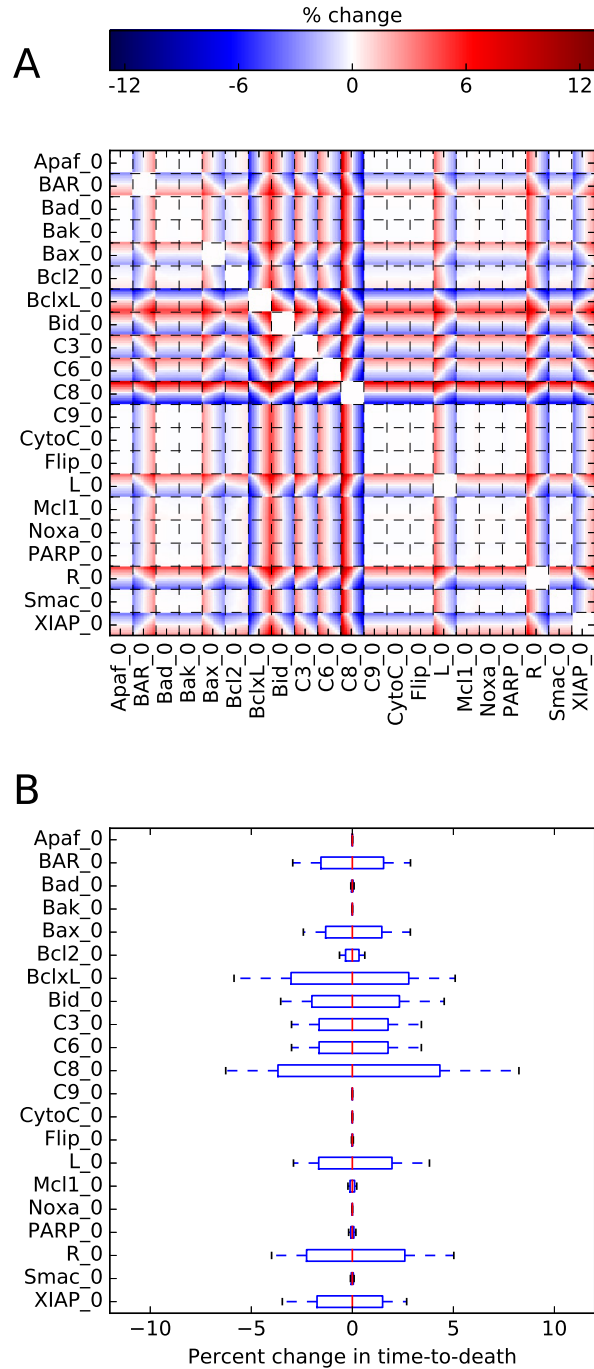 % change
A
-12 -6 0 6 12
Apaf_0
BAR_0
Bad_0
Bak_0
Bax_0
Bcl2_0
BclxL_0
Bid_0
C3_0
C6_0
C8_0
C9_0
CytoC_0
Flip_0
L_0
Mcl1_0
Noxa_0
PARP_0
R_0
Smac_0
XIAP_0
Apaf_0 BAR_0 Bad_0 Bak_0 Bax_0 Bcl2_0 BclxL_0 Bid_0 C3_0 C6_0 C8_0 C9_0 CytoC_0 Flip_0 L_0 Mcl1_0 Noxa_0 PARP_0 R_0 Smac_0 XIAP_0
B
Apaf_0
BAR_0
Bad_0
Bak_0
Bax_0
Bcl2_0
BclxL_0
Bid_0
C3_0
C6_0
C8_0
C9_0
CytoC_0
Flip_0
L_0
Mcl1_0
Noxa_0
PARP_0
R_0
Smac_0
XIAP_0
−10 −5 0 5 10
Percent change in time-to-death